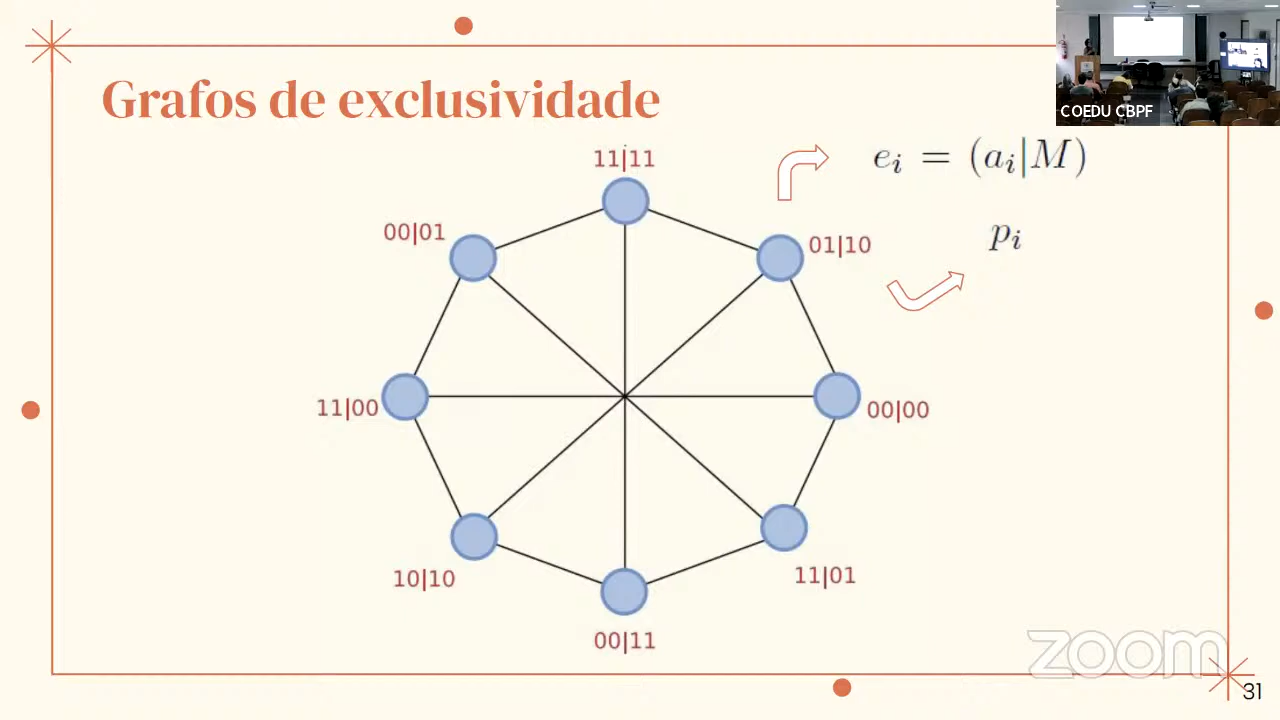 COEDU CBPF
Grafos de exclusividade
e_i = (a_i|M)
p_i
11|11
00|01
01|10
11|00
00|00
10|10
11|01
00|11
zoom
31